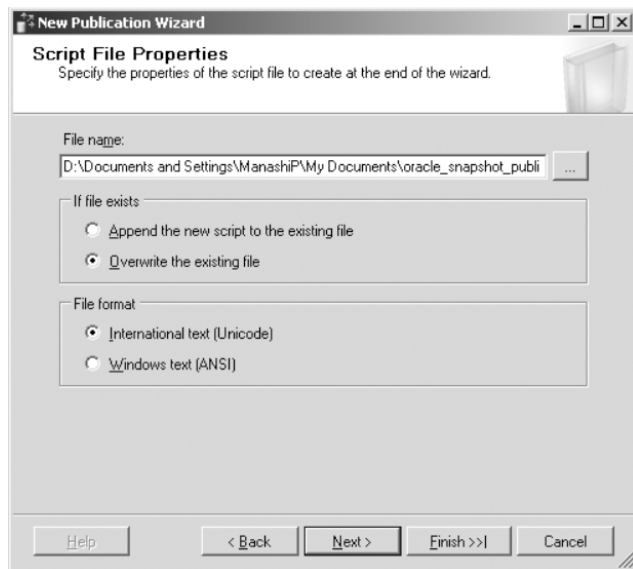 New Publication Wizard
Script File Properties
Specify the properties of the script file to create at the end of the wizard.
File name:
D:\Documents and Settings\ManashiP\My Documents\oracle_snapshot_publi
...
If file exists
Append the new script to the existing file
Overwrite the existing file
File format
International text (Unicode)
Windows text (ANSI)
Help
< Back
Next >
Finish >>|
Cancel